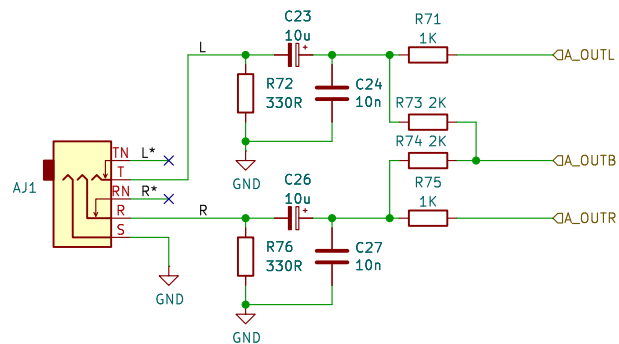 C23
10u
R71
1K
L
A_OUTL
R72
330R
C24
10n
R73 2K
GND
R74 2K
TN
L*
T
A_OUTB
AJ1
RN
R*
C26
10u
R75
1K
R
R
A_OUTR
S
R76
330R
C27
10n
GND
GND